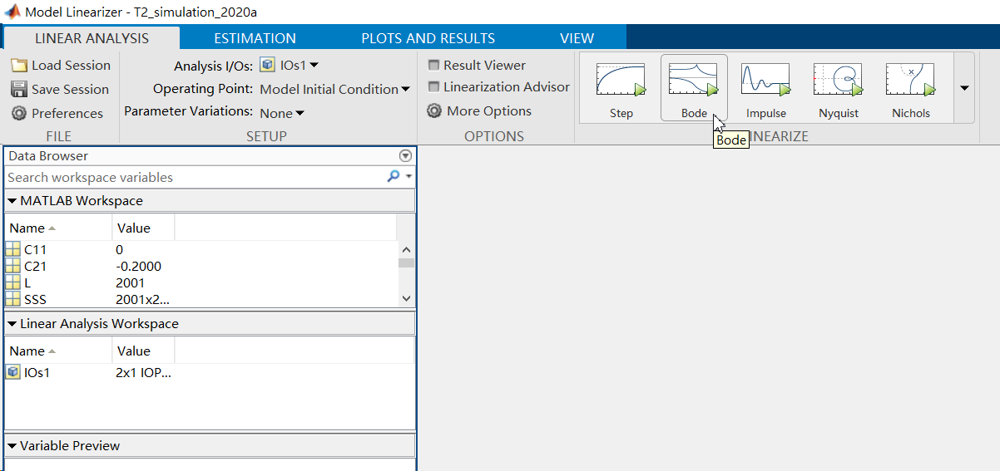 Model Linearizer - T2_simulation_2020a
LINEAR ANALYSIS ESTIMATION PLOTS AND RESULTS VIEW
Load Session
Save Session
Preferences
FILE
Analysis I/Os: IOs1
Operating Point: Model Initial Condition
Parameter Variations: None
SETUP
Result Viewer
Linearization Advisor
More Options
OPTIONS
Step Bode Impulse Nyquist Nichols
Bode
INEARIZE
Data Browser
Search workspace variables
MATLAB Workspace
Name Value
C11 0
C21 -0.2000
L 2001
SSS 2001x2...
Linear Analysis Workspace
Name Value
IOs1 2x1 IOP...
Variable Preview